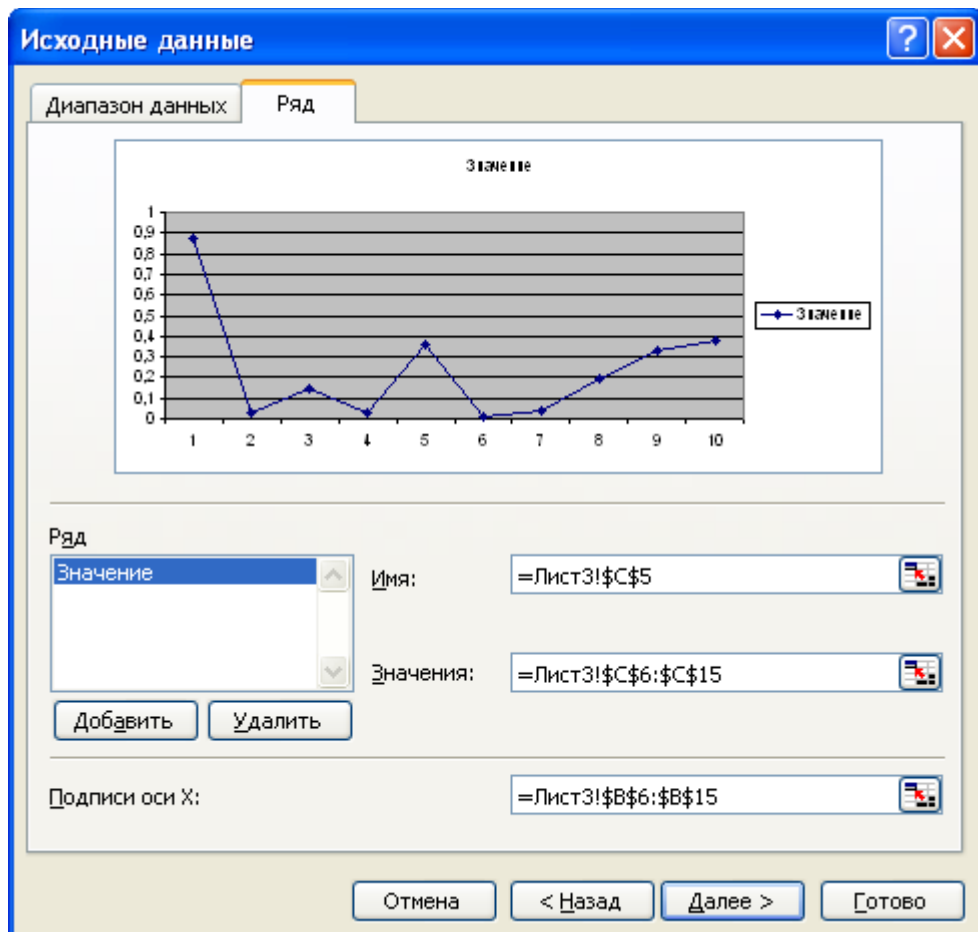 Исходные данные
Диапазон данных Ряд
Значение
1
0,9
0,8
0,7
0,6
0,5
0,4
0,3
0,2
0,1
0
1 2 3 4 5 6 7 8 9 10
Значение
Ряд
Значение
Имя: =Лист3!$C$5
Значения: =Лист3!$C$6:$C$15
Добавить Удалить
Подписи оси X: =Лист3!$B$6:$B$15
Отмена < Назад Далее > Готово